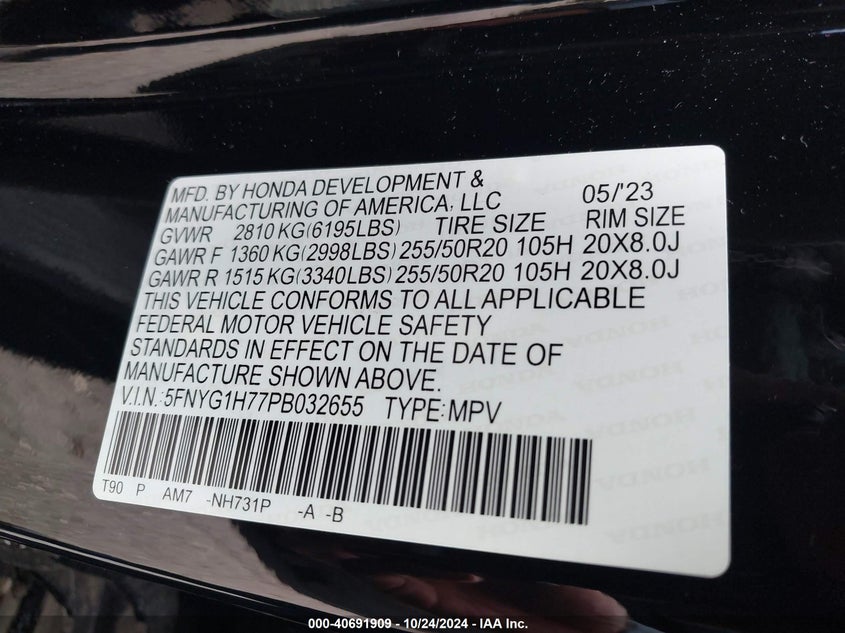 MFD. BY HONDA DEVELOPMENT & 05/'23
MANUFACTURING OF AMERICA, LLC
GVWR 2810 KG(6195LBS) TIRE SIZE RIM SIZE
GAWR F 1360 KG(2998LBS) 255/50R20 105H 20X8.0J
GAWR R 1515 KG(3340LBS) 255/50R20 105H 20X8.0J
THIS VEHICLE CONFORMS TO ALL APPLICABLE
FEDERAL MOTOR VEHICLE SAFETY
STANDARDS IN EFFECT ON THE DATE OF
MANUFACTURE SHOWN ABOVE.
V.I.N.:5FNYG1H77PB032655 TYPE:MPV
T90 P AM7 -NH731P -A -B
000-40691909 | 10/24/2024 - IAA Inc.